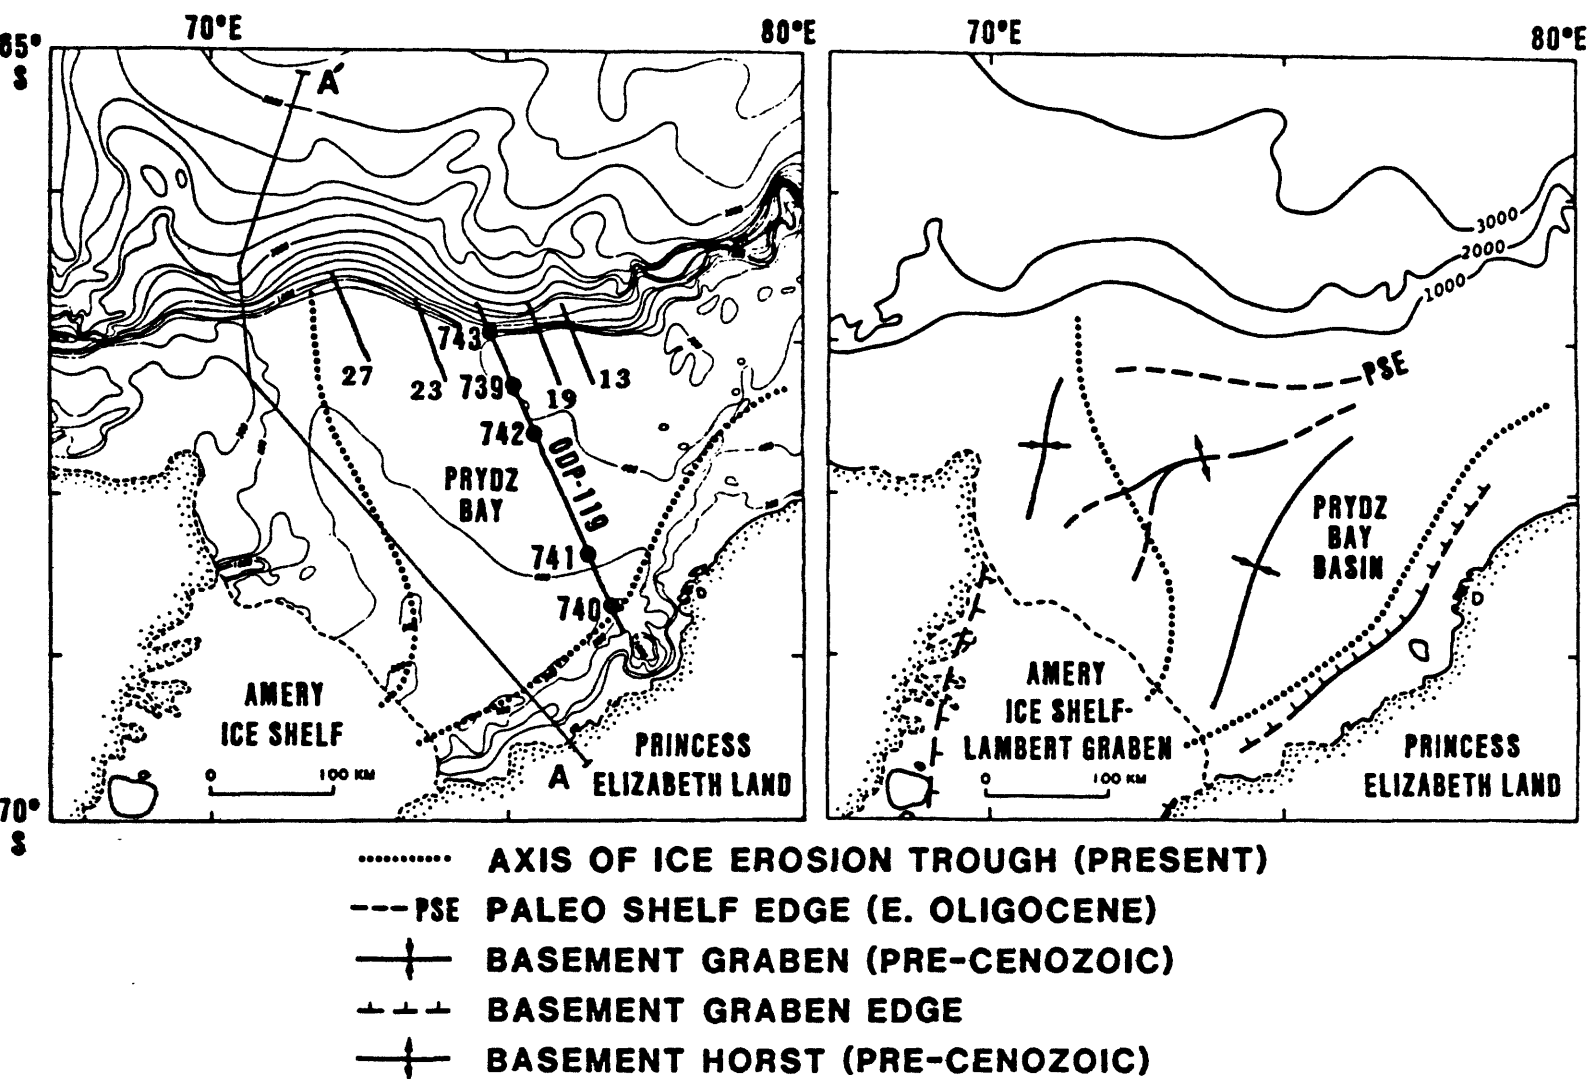 70°E
80°E
65°
S
A'
27
23
743
739
19
13
742
ODP-119
PRYDZ
BAY
741
740
AMERY
ICE SHELF
0
100 KM
A
PRINCESS
ELIZABETH LAND
70°
S
70°E
80°E
3000
2000
1000
PSE
PRYDZ
BAY
BASIN
D
AMERY
ICE SHELF-
LAMBERT GRABEN
0
100 KM
PRINCESS
ELIZABETH LAND
AXIS OF ICE EROSION TROUGH (PRESENT)
PSE PALEO SHELF EDGE (E. OLIGOCENE)
BASEMENT GRABEN (PRE-CENOZOIC)
BASEMENT GRABEN EDGE
BASEMENT HORST (PRE-CENOZOIC)